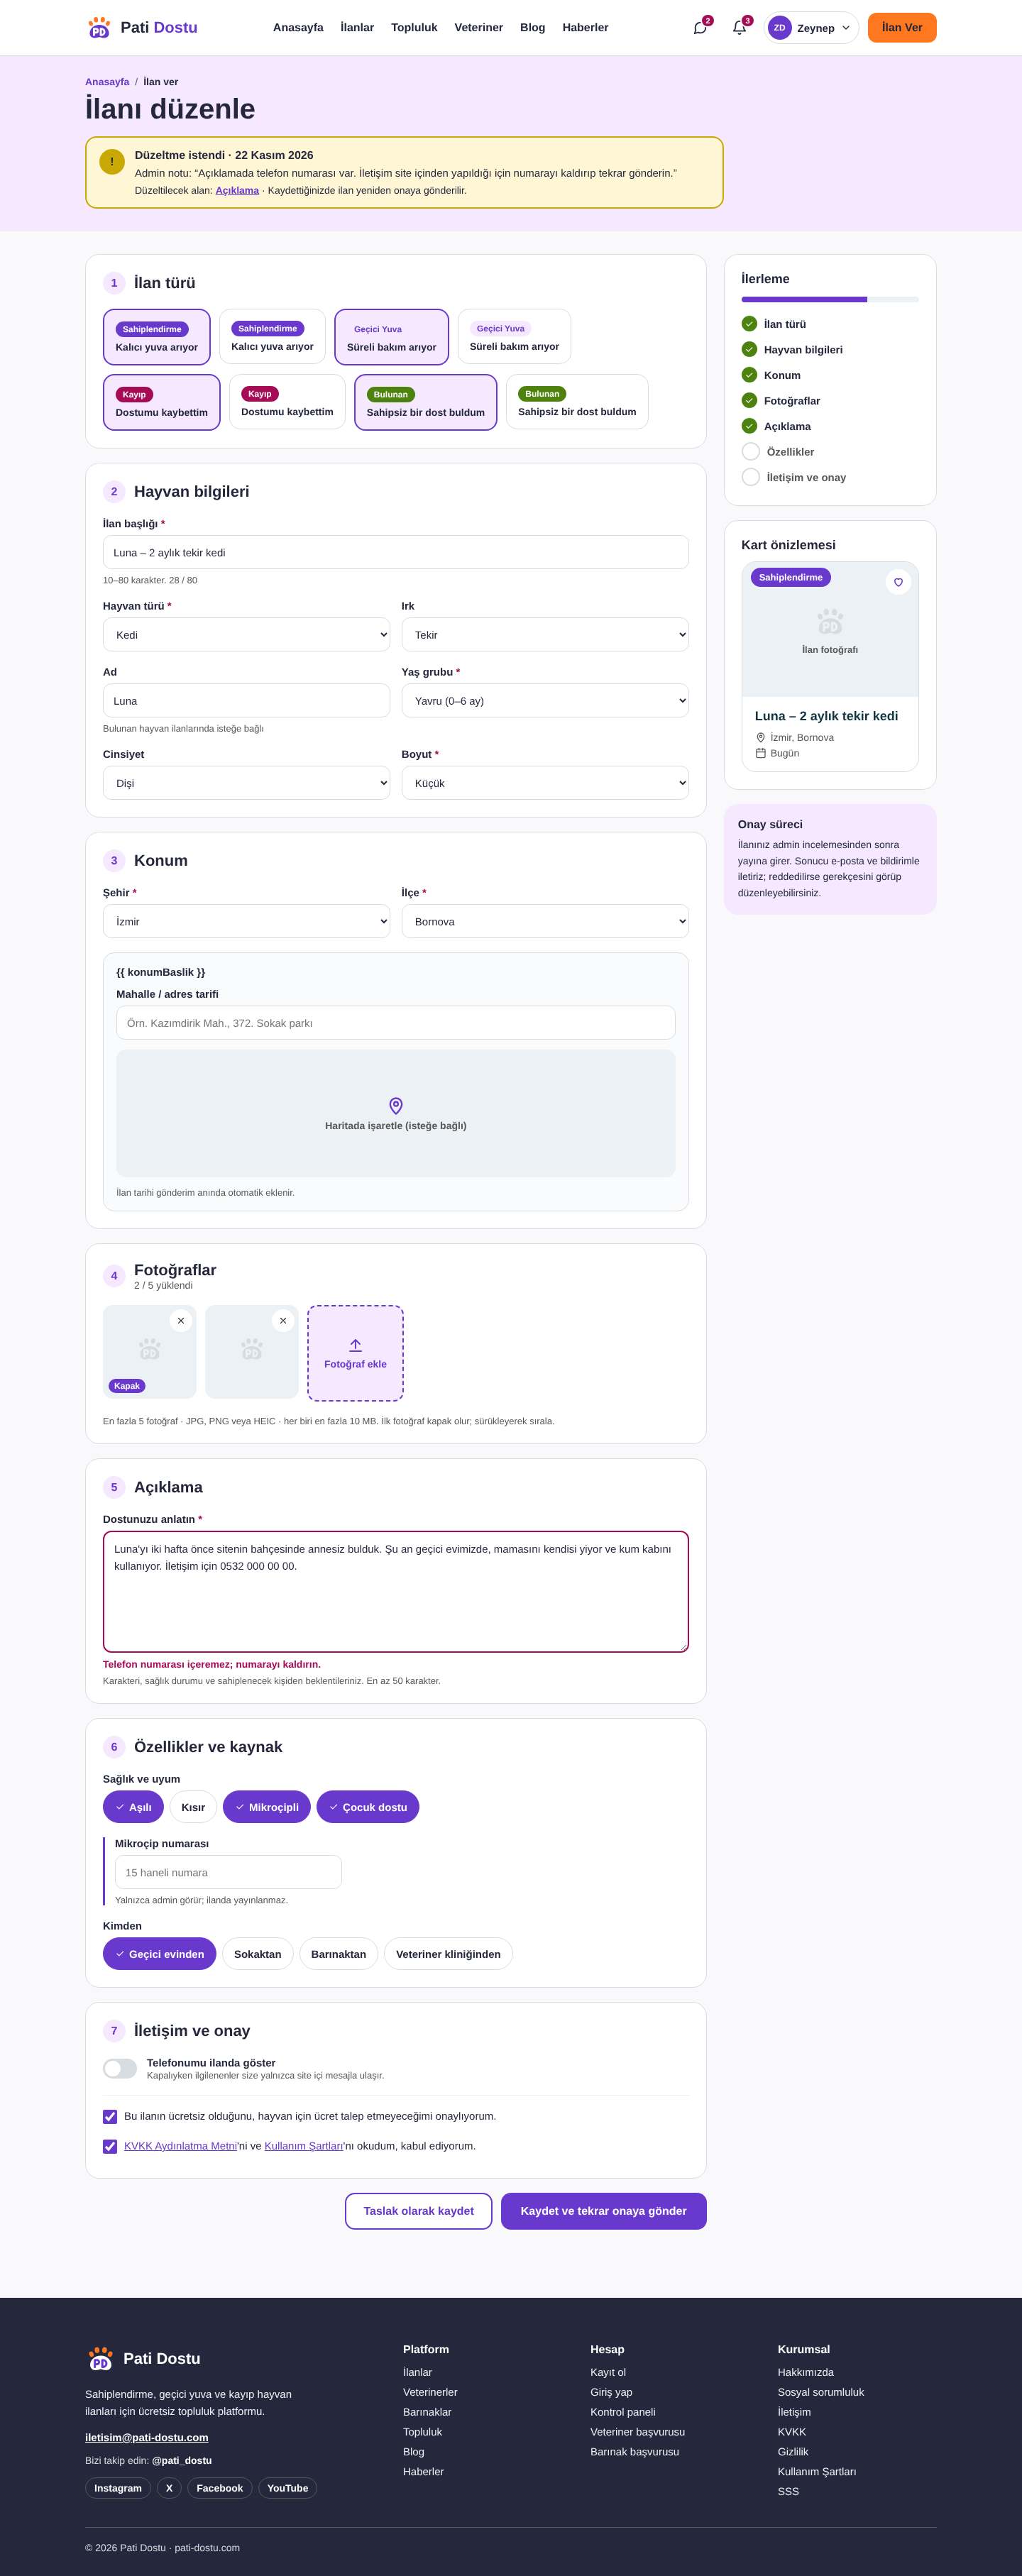 Pati Dostu
Anasayfa İlanlar Topluluk Veteriner Blog Haberler
2
3
ZD Zeynep
İlan Ver
Anasayfa / İlan ver
İlanı düzenle
! Düzeltme istendi · 22 Kasım 2026
Admin notu: “Açıklamada telefon numarası var. İletişim site içinden yapıldığı için numarayı kaldırıp tekrar gönderin.”
Düzeltilecek alan: Açıklama · Kaydettiğinizde ilan yeniden onaya gönderilir.
1 İlan türü
Sahiplendirme Sahiplendirme Geçici Yuva Geçici Yuva
Kalıcı yuva arıyor Kalıcı yuva arıyor Süreli bakım arıyor Süreli bakım arıyor
Kayıp Kayıp Bulunan Bulunan
Dostumu kaybettim Dostumu kaybettim Sahipsiz bir dost buldum Sahipsiz bir dost buldum
2 Hayvan bilgileri
İlan başlığı *
Luna – 2 aylık tekir kedi
10–80 karakter. 28 / 80
Hayvan türü * Irk
Kedi Tekir
Ad Yaş grubu *
Luna Yavru (0–6 ay)
Bulunan hayvan ilanlarında isteğe bağlı
Cinsiyet Boyut *
Dişi Küçük
3 Konum
Şehir * İlçe *
İzmir Bornova
{{ konumBaslik }}
Mahalle / adres tarifi
Örn. Kazımdirik Mah., 372. Sokak parkı
Haritada işaretle (isteğe bağlı)
İlan tarihi gönderim anında otomatik eklenir.
4 Fotoğraflar
2 / 5 yüklendi
PD PD
Kapak
Fotoğraf ekle
En fazla 5 fotoğraf · JPG, PNG veya HEIC · her biri en fazla 10 MB. İlk fotoğraf kapak olur; sürükleyerek sırala.
5 Açıklama
Dostunuzu anlatın *
Luna'yı iki hafta önce sitenin bahçesinde annesiz bulduk. Şu an geçici evimizde, mamasını kendisi yiyor ve kum kabını
kullanıyor. İletişim için 0532 000 00 00.
Telefon numarası içeremez; numarayı kaldırın.
Karakteri, sağlık durumu ve sahiplenecek kişiden beklentileriniz. En az 50 karakter.
6 Özellikler ve kaynak
Sağlık ve uyum
Aşılı Kısır Mikroçipli Çocuk dostu
Mikroçip numarası
15 haneli numara
Yalnızca admin görür; ilanda yayınlanmaz.
Kimden
Geçici evinden Sokaktan Barınaktan Veteriner kliniğinden
7 İletişim ve onay
Telefonumu ilanda göster
Kapalıyken ilgilenenler size yalnızca site içi mesajla ulaşır.
Bu ilanın ücretsiz olduğunu, hayvan için ücret talep etmeyeceğimi onaylıyorum.
KVKK Aydınlatma Metni'ni ve Kullanım Şartları'nı okudum, kabul ediyorum.
Taslak olarak kaydet Kaydet ve tekrar onaya gönder
İlerleme
İlan türü
Hayvan bilgileri
Konum
Fotoğraflar
Açıklama
Özellikler
İletişim ve onay
Kart önizlemesi
Sahiplendirme
PD
İlan fotoğrafı
Luna – 2 aylık tekir kedi
İzmir, Bornova
Bugün
Onay süreci
İlanınız admin incelemesinden sonra
yayına girer. Sonucu e-posta ve bildirimle
iletiriz; reddedilirse gerekçesini görüp
düzenleyebilirsiniz.
PD Pati Dostu
Sahiplendirme, geçici yuva ve kayıp hayvan
ilanları için ücretsiz topluluk platformu.
iletisim@pati-dostu.com
Bizi takip edin: @pati_dostu
Instagram X Facebook YouTube
Platform
İlanlar
Veterinerler
Barınaklar
Topluluk
Blog
Haberler
Hesap
Kayıt ol
Giriş yap
Kontrol paneli
Veteriner başvurusu
Barınak başvurusu
Kurumsal
Hakkımızda
Sosyal sorumluluk
İletişim
KVKK
Gizlilik
Kullanım Şartları
SSS
© 2026 Pati Dostu · pati-dostu.com